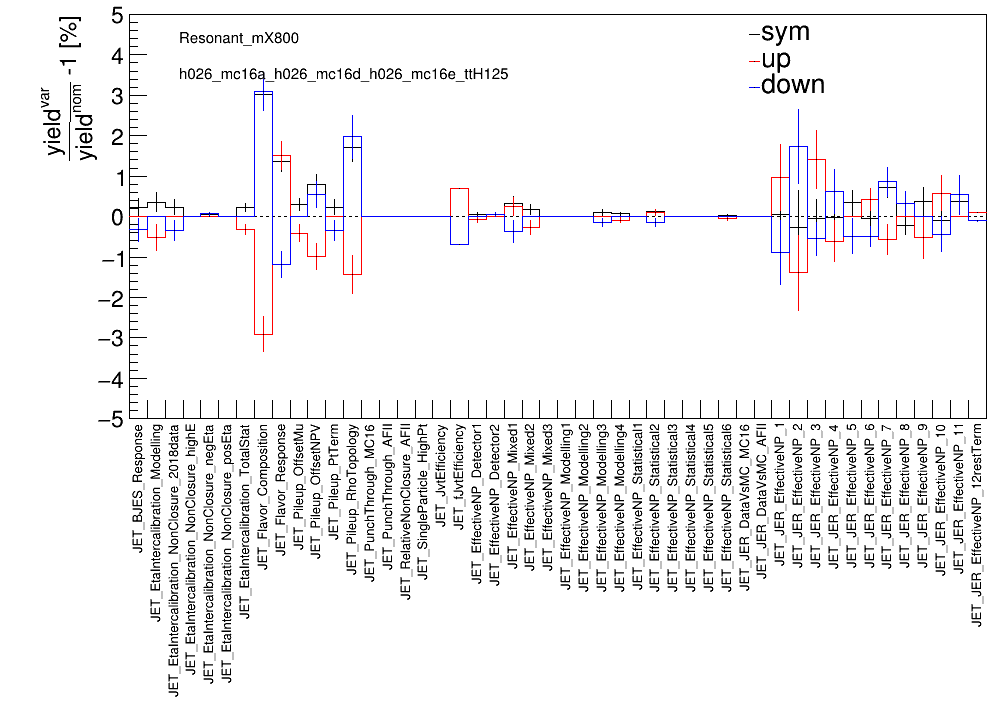 yield^var / yield^nom -1 [%]
5
4
3
2
1
0
−1
−2
−3
−4
−5
Resonant_mX800
h026_mc16a_h026_mc16d_h026_mc16e_ttH125
sym
up
down
JET_BJES_Response
JET_EtaIntercalibration_Modelling
JET_EtaIntercalibration_NonClosure_2018data
JET_EtaIntercalibration_NonClosure_highE
JET_EtaIntercalibration_NonClosure_negEta
JET_EtaIntercalibration_NonClosure_posEta
JET_EtaIntercalibration_TotalStat
JET_Flavor_Composition
JET_Flavor_Response
JET_Pileup_OffsetMu
JET_Pileup_OffsetNPV
JET_Pileup_PtTerm
JET_Pileup_RhoTopology
JET_PunchThrough_MC16
JET_PunchThrough_AFII
JET_RelativeNonClosure_AFII
JET_SingleParticle_HighPt
JET_JvtEfficiency
JET_fJvtEfficiency
JET_EffectiveNP_Detector1
JET_EffectiveNP_Detector2
JET_EffectiveNP_Mixed1
JET_EffectiveNP_Mixed2
JET_EffectiveNP_Mixed3
JET_EffectiveNP_Modelling1
JET_EffectiveNP_Modelling2
JET_EffectiveNP_Modelling3
JET_EffectiveNP_Modelling4
JET_EffectiveNP_Statistical1
JET_EffectiveNP_Statistical2
JET_EffectiveNP_Statistical3
JET_EffectiveNP_Statistical4
JET_EffectiveNP_Statistical5
JET_EffectiveNP_Statistical6
JET_JER_DataVsMC_MC16
JET_JER_DataVsMC_AFII
JET_JER_EffectiveNP_1
JET_JER_EffectiveNP_2
JET_JER_EffectiveNP_3
JET_JER_EffectiveNP_4
JET_JER_EffectiveNP_5
JET_JER_EffectiveNP_6
JET_JER_EffectiveNP_7
JET_JER_EffectiveNP_8
JET_JER_EffectiveNP_9
JET_JER_EffectiveNP_10
JET_JER_EffectiveNP_11
JET_JER_EffectiveNP_12restTerm